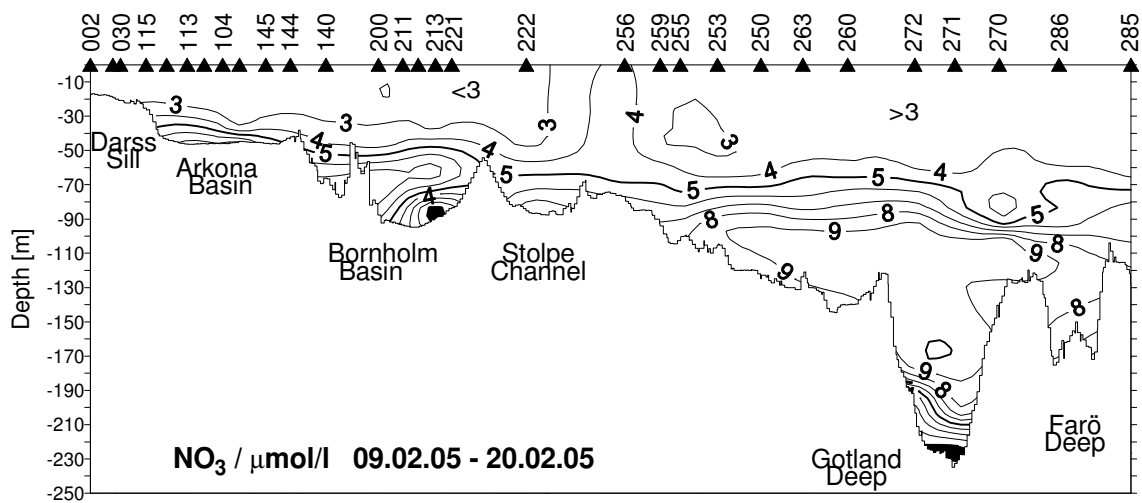 002 030 115 113 104 145 144 140 200 211 213 221 222 256 259 255 253 250 263 260 272 271 270 286 285
Depth [m]
-10
-30
-50
-70
-90
-110
-130
-150
-170
-190
-210
-230
-250
<3
>3
3 3 3 4 3
4 5 4 4 4
5 5 5 5
4 8 8 8
9 9 9
8
9 8
Darss
Sill
Arkona
Basin
Bornholm
Basin
Stolpe
Channel
Gotland
Deep
Farö
Deep
NO3 / μmol/l 09.02.05 - 20.02.05